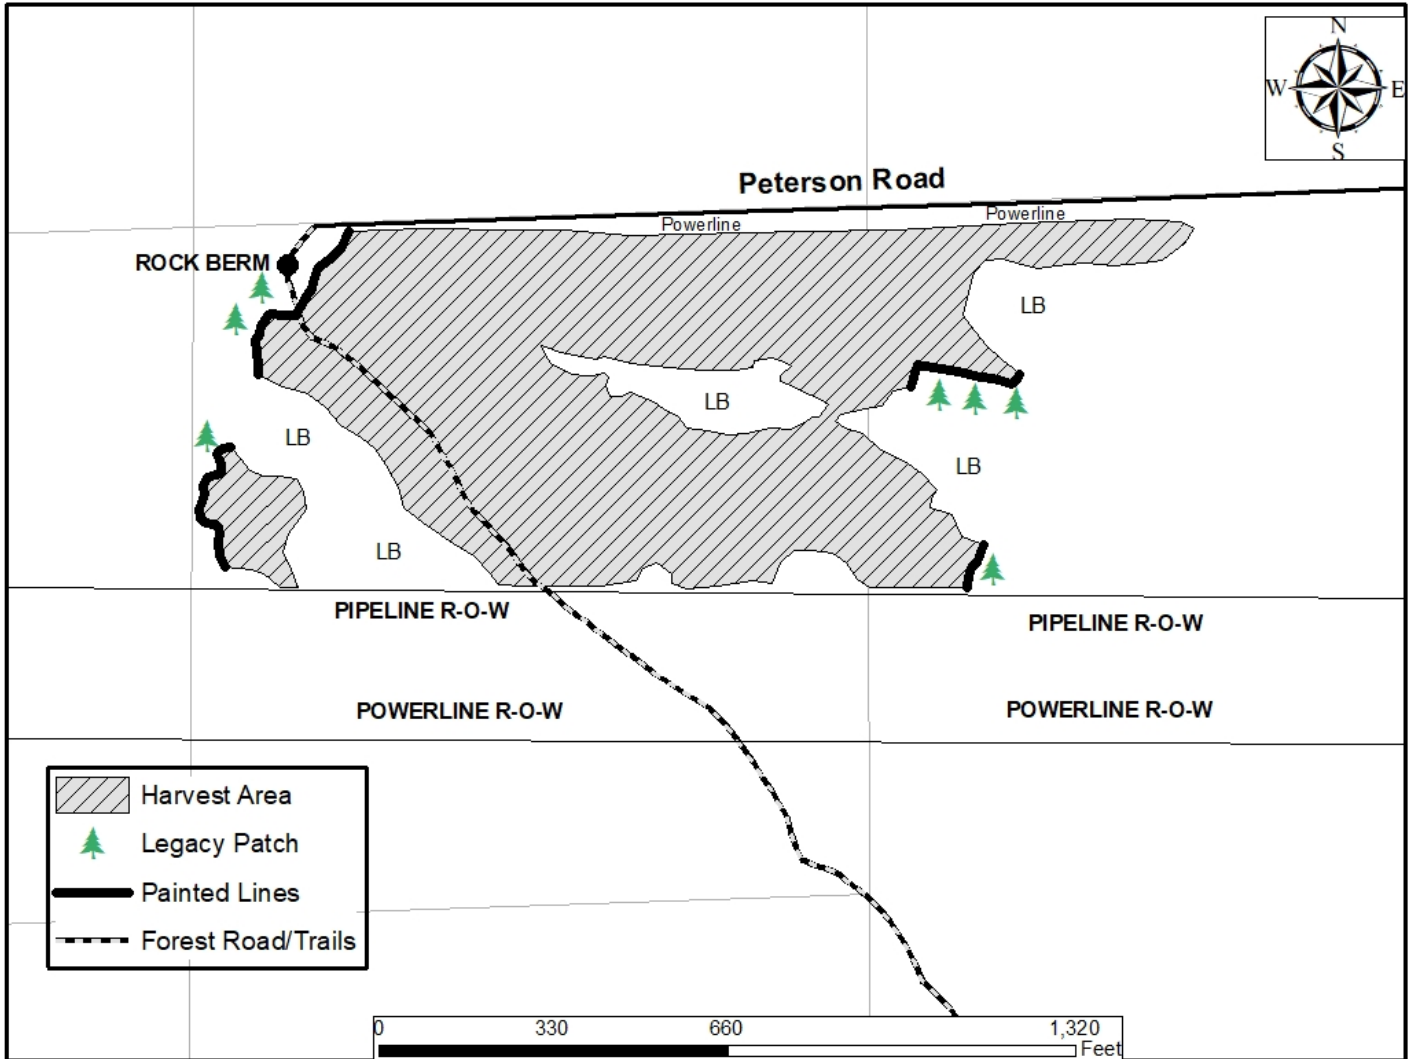 N
W E
S
Peterson Road
Powerline
Powerline
ROCK BERM
LB
LB
LB
LB
LB
PIPELINE R-O-W
PIPELINE R-O-W
POWERLINE R-O-W
POWERLINE R-O-W
Harvest Area
Legacy Patch
Painted Lines
Forest Road/Trails
0 330 660 1,320
Feet